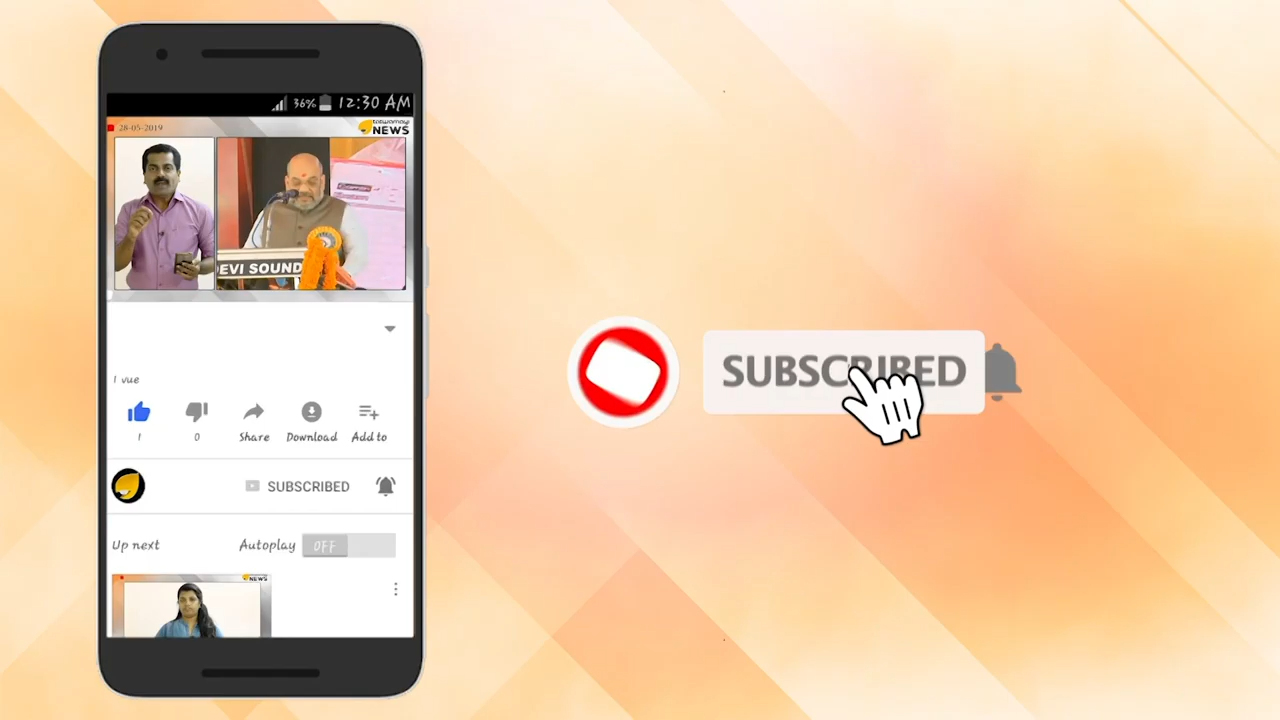 36% 12:30 AM
28-05-2019
NEWS
DEVI SOUND
1 vue
1
0
Share
Download
Add to
SUBSCRIBED
Up next
Autoplay
OFF
NEWS
SUBSCRIBED